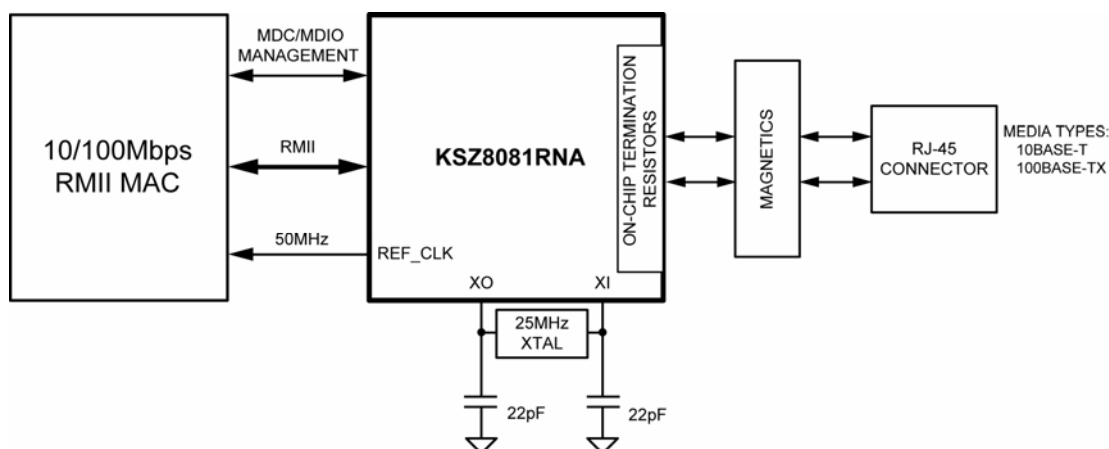 MDC/MDIO
MANAGEMENT
10/100Mbps
RMII MAC
RMII
50MHz
KSZ8081RNA
REF_CLK
XO
XI
ON-CHIP TERMINATION
RESISTORS
MAGNETICS
RJ-45
CONNECTOR
MEDIA TYPES:
10BASE-T
100BASE-TX
25MHz
XTAL
22pF
22pF